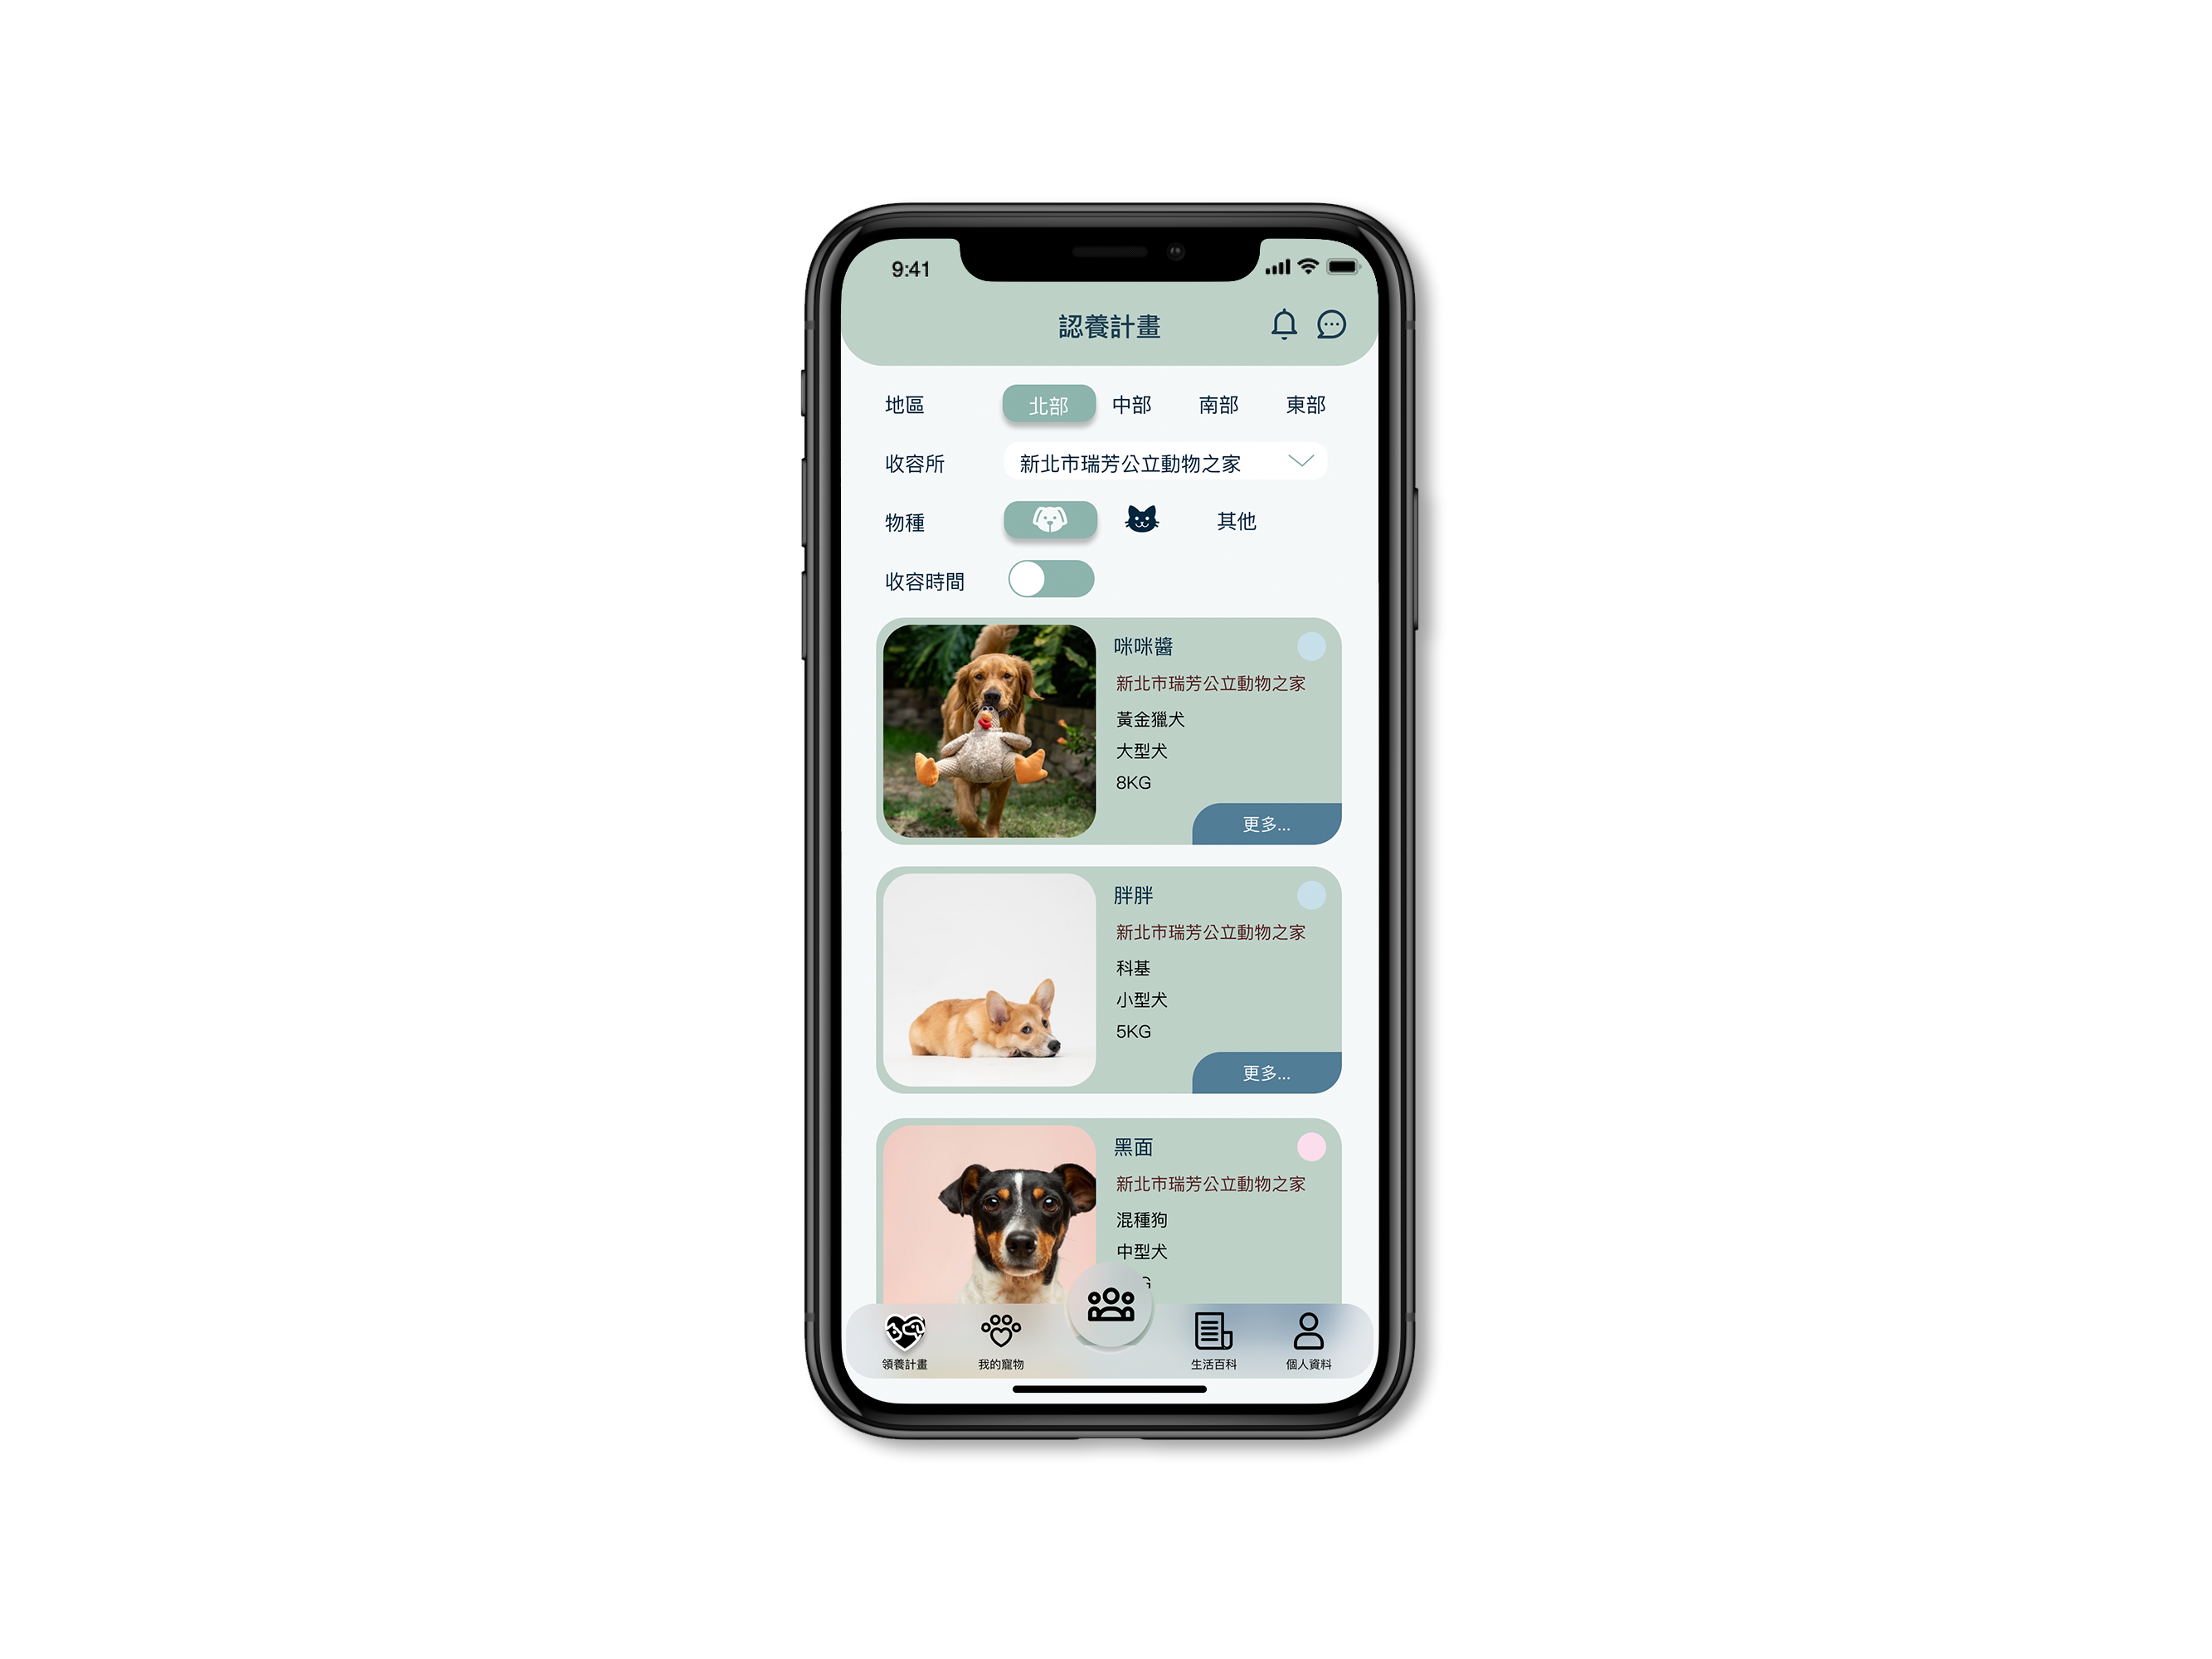 9:41
認養計畫
地區 北部 中部 南部 東部
收容所 新北市瑞芳公立動物之家
物種 其他
收容時間
咪咪醬
新北市瑞芳公立動物之家
黃金獵犬
大型犬
8KG
更多...
胖胖
新北市瑞芳公立動物之家
科基
小型犬
5KG
更多...
黑面
新北市瑞芳公立動物之家
混種狗
中型犬
領養計畫 我的寵物 生活百科 個人資料